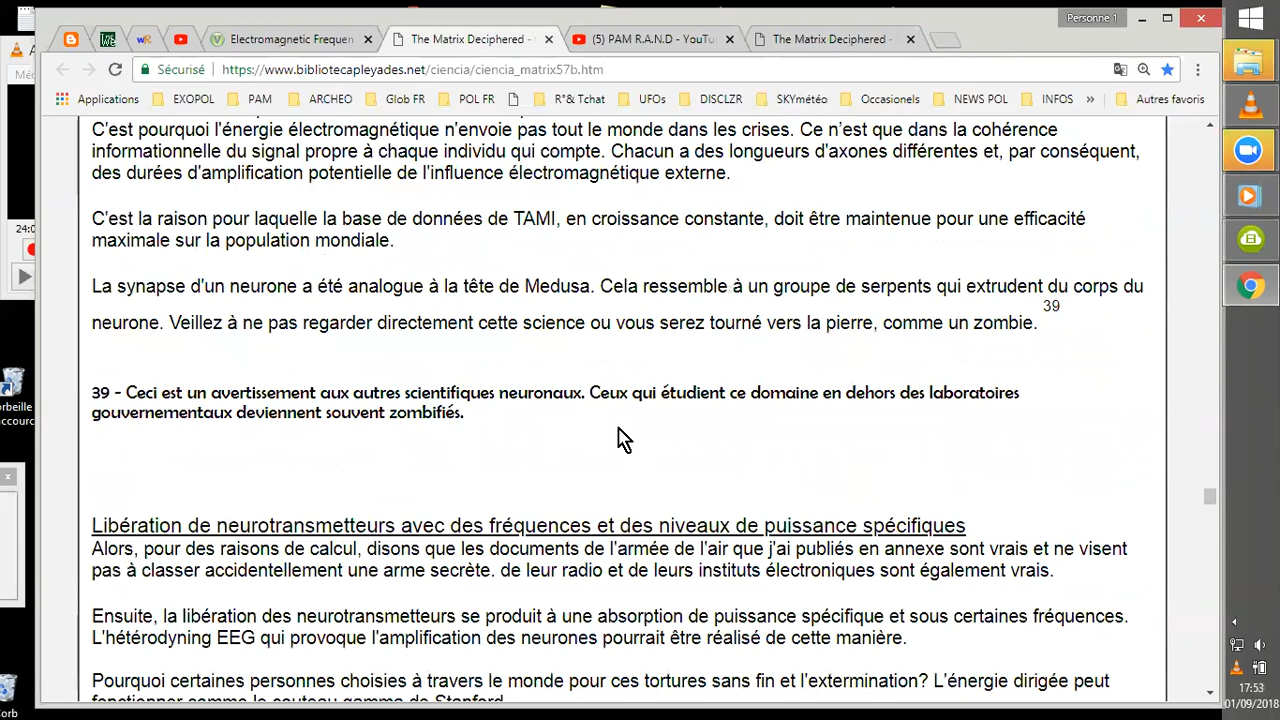 Personne 1
Electromagnetic Frequen
The Matrix Deciphered -
(5) PAM R.A.N.D - YouTu
The Matrix Deciphered -
Sécurisé
https://www.bibliotecapleyades.net/ciencia/ciencia_matrix57b.htm
Applications EXOPOL PAM ARCHEO Glob FR POL FR R°& Tchat UFOs DISCLZR SKYmétéo Occasionels NEWS POL INFOS » Autres favoris
C'est pourquoi l'énergie électromagnétique n'envoie pas tout le monde dans les crises. Ce n'est que dans la cohérence
informationnelle du signal propre à chaque individu qui compte. Chacun a des longueurs d'axones différentes et, par conséquent,
des durées d'amplification potentielle de l'influence électromagnétique externe.
C'est la raison pour laquelle la base de données de TAMI, en croissance constante, doit être maintenue pour une efficacité
maximale sur la population mondiale.
La synapse d'un neurone a été analogue à la tête de Medusa. Cela ressemble à un groupe de serpents qui extrudent du corps du
neurone. Veillez à ne pas regarder directement cette science ou vous serez tourné vers la pierre, comme un zombie. 39
39 - Ceci est un avertissement aux autres scientifiques neuronaux. Ceux qui étudient ce domaine en dehors des laboratoires
gouvernementaux deviennent souvent zombifiés.
Libération de neurotransmetteurs avec des fréquences et des niveaux de puissance spécifiques
Alors, pour des raisons de calcul, disons que les documents de l'armée de l'air que j'ai publiés en annexe sont vrais et ne visent
pas à classer accidentellement une arme secrète. de leur radio et de leurs instituts électroniques sont également vrais.
Ensuite, la libération des neurotransmetteurs se produit à une absorption de puissance spécifique et sous certaines fréquences.
L'hétérodyning EEG qui provoque l'amplification des neurones pourrait être réalisé de cette manière.
Pourquoi certaines personnes choisies à travers le monde pour ces tortures sans fin et l'extermination? L'énergie dirigée peut
fonctionner comme le couteau gamma de Stanford
17:53
01/09/2018